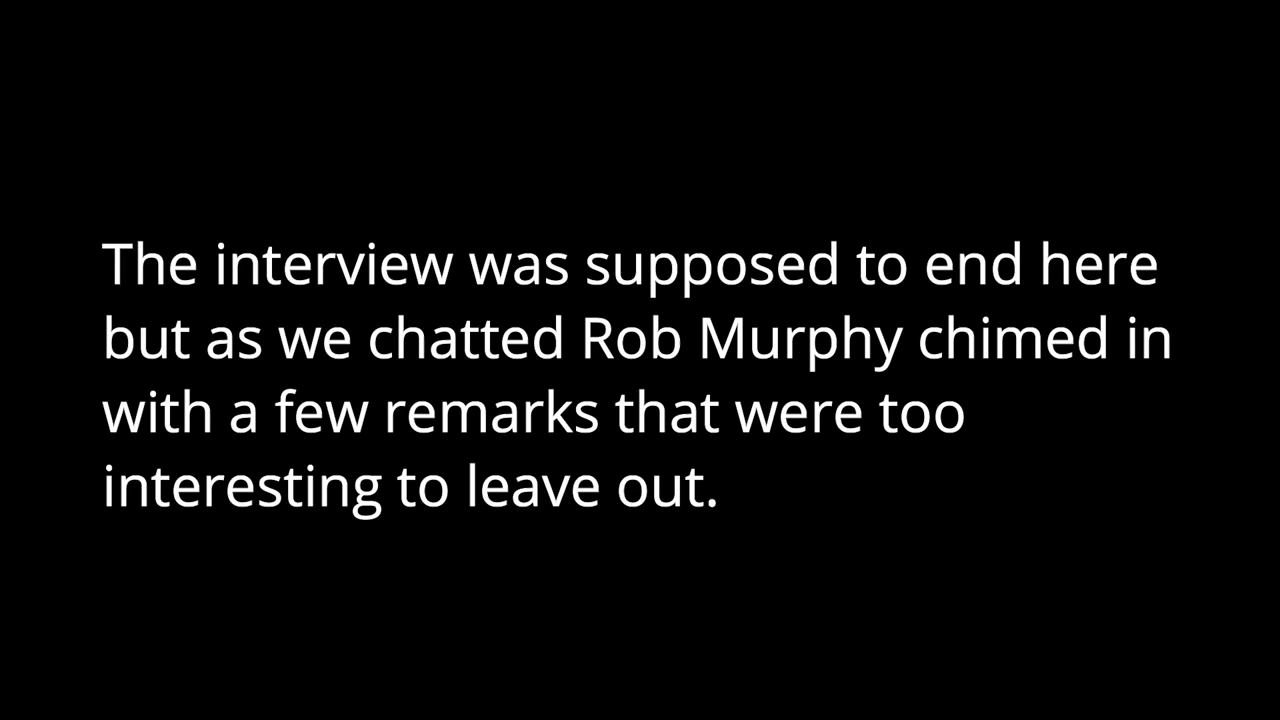 The interview was supposed to end here
but as we chatted Rob Murphy chimed in
with a few remarks that were too
interesting to leave out.